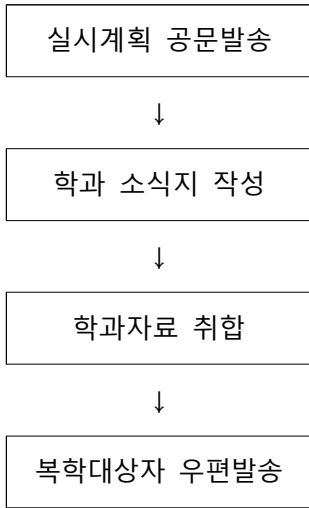 실시계획 공문발송
↓
학과 소식지 작성
↓
학과자료 취합
↓
복학대상자 우편발송